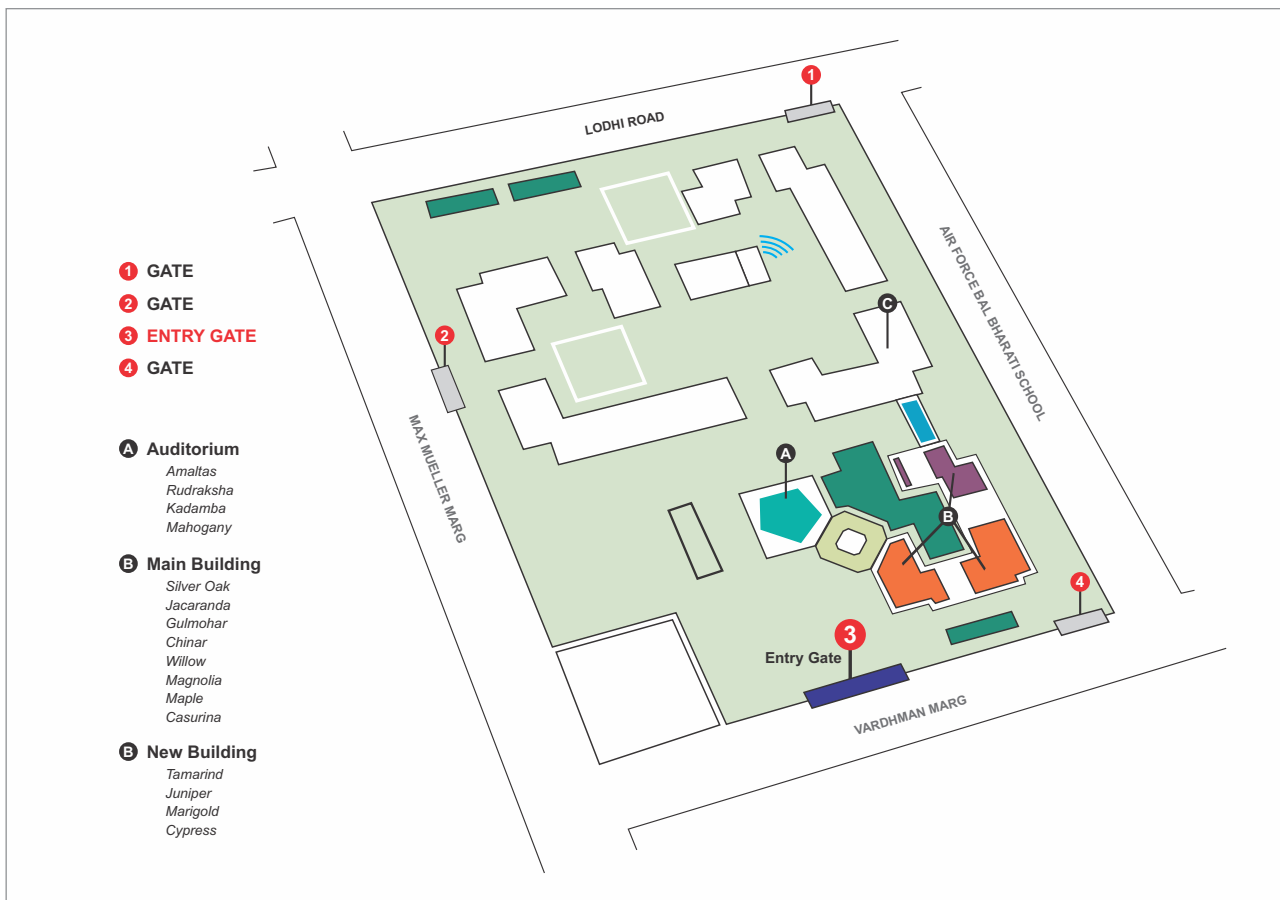 1
LODHI ROAD
AIR FORCE BAL BHARATI SCHOOL
1 GATE
2 GATE
3 ENTRY GATE
4 GATE
2
C
MAX MUELLER MARG
A Auditorium
Amaltas
Rudraksha
Kadamba
Mahogany
A
B
B Main Building
Silver Oak
Jacaranda
Gulmohar
Chinar
Willow
Magnolia
Maple
Casurina
4
3
Entry Gate
VARDHMAN MARG
B New Building
Tamarind
Juniper
Marigold
Cypress